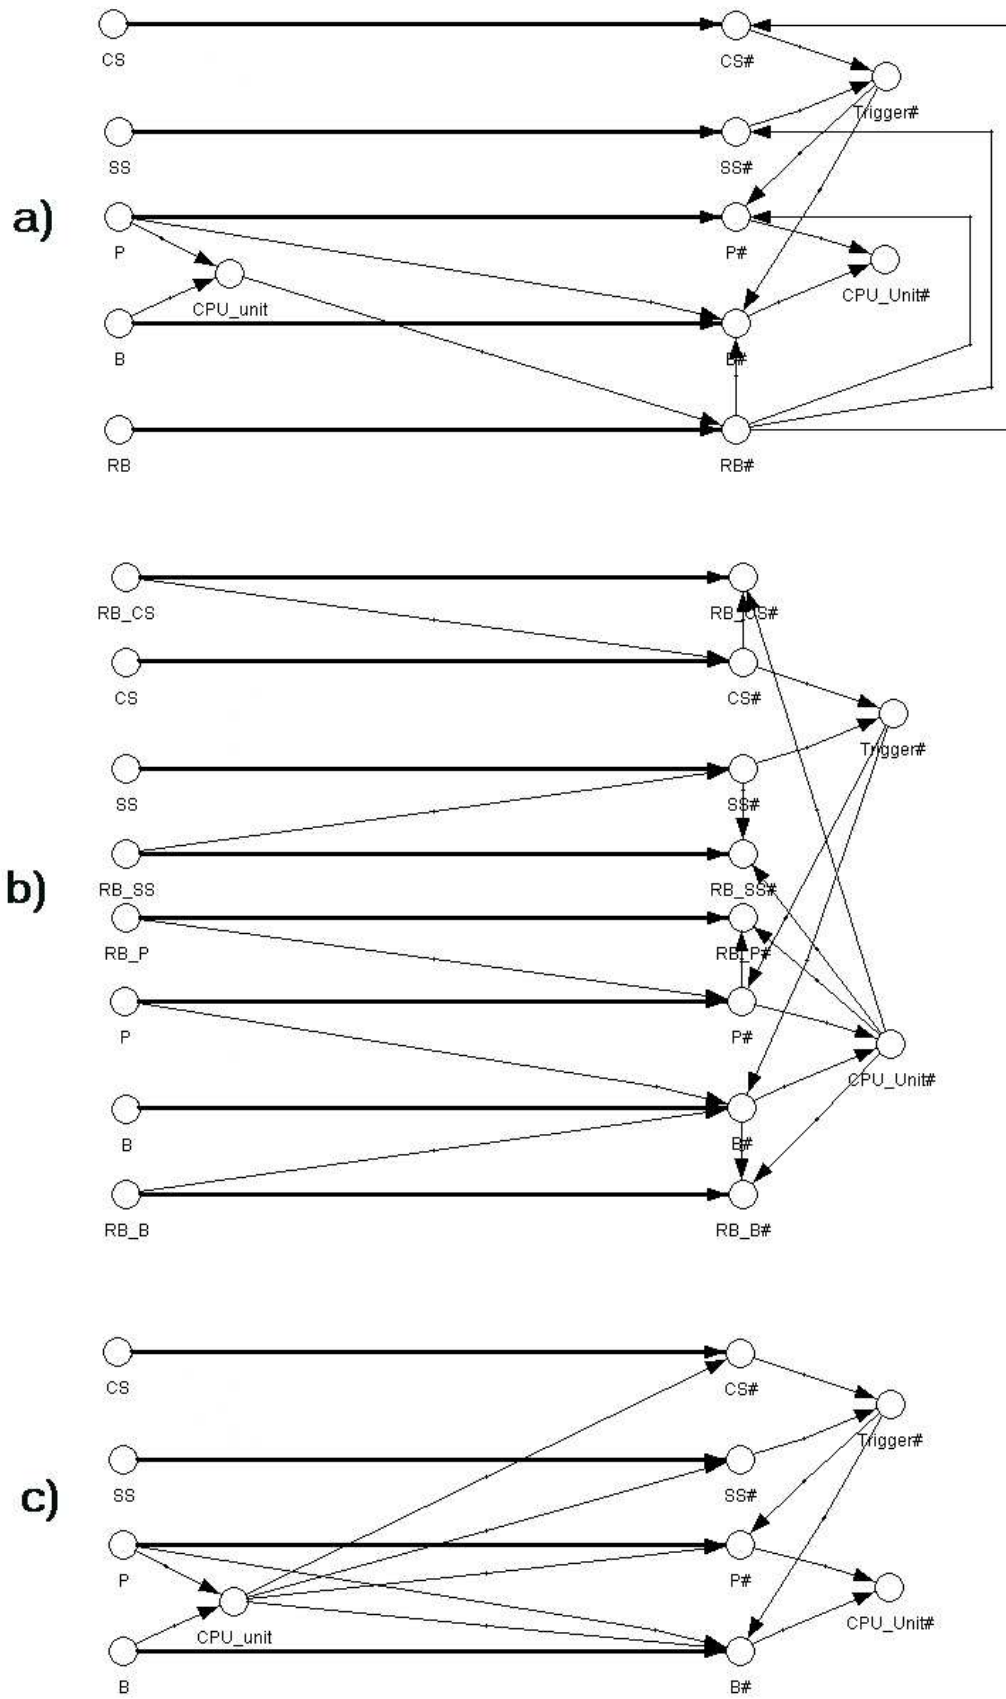 CS
CS#
Trigger#
SS
SS#
a)
P
P#
CPU_unit
CPU_Unit#
B
B#
RB
RB#
RB_CS
RB_CS#
CS
CS#
Trigger#
SS
SS#
b)
RB_SS
RB_SS#
RB_P
RB_P#
P
P#
CPU_Unit#
B
B#
RB_B
RB_B#
CS
CS#
Trigger#
SS
SS#
c)
P
P#
CPU_unit
CPU_Unit#
B
B#